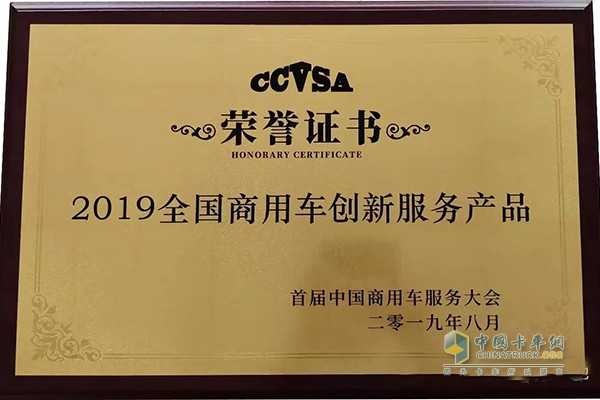 CCVSA
荣誉证书
HONORARY CERTIFICATE
2019全国商用车创新服务产品
首届中国商用车服务大会
二零一九年八月
中国卡车网
CHINATRUCK.ORG